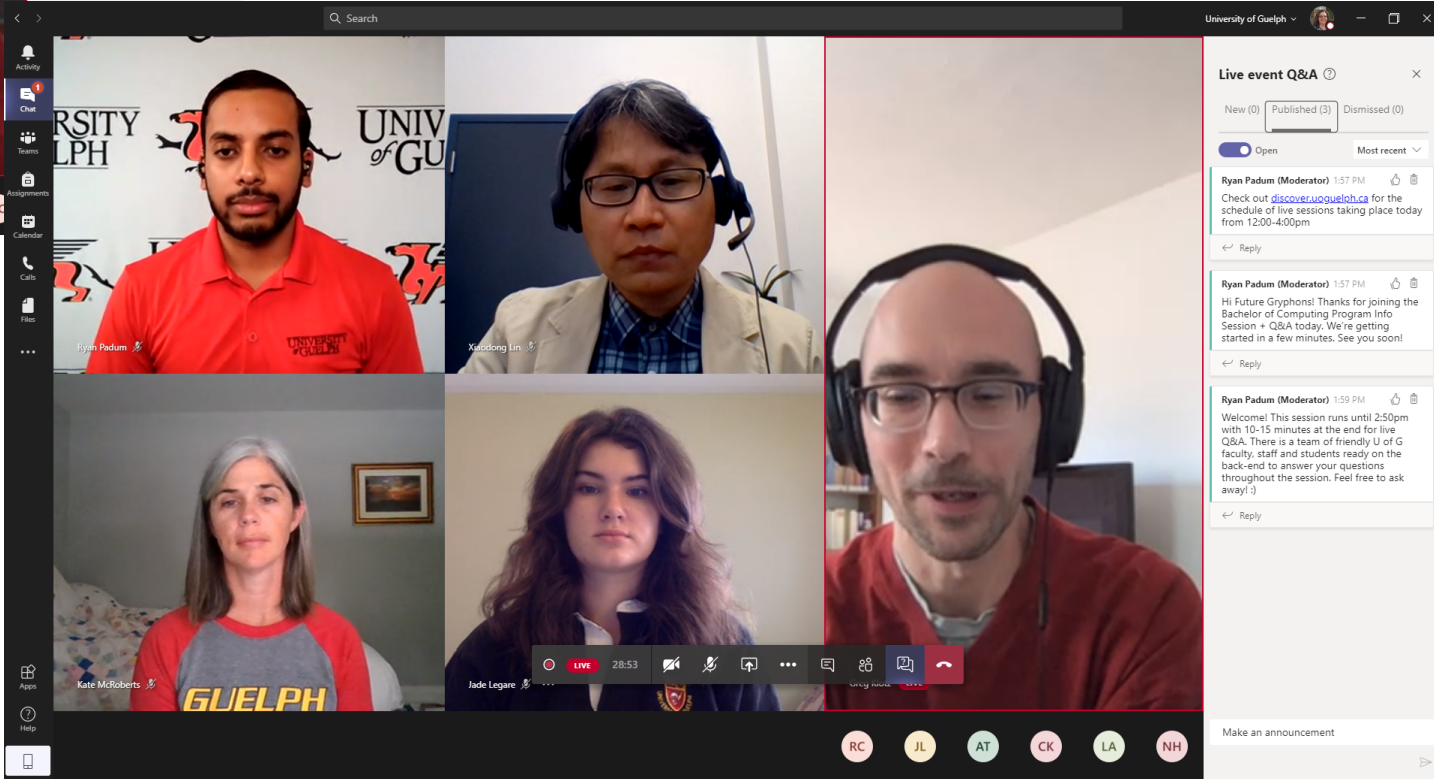 Search
University of Guelph
Activity
1
Chat
Teams
Assignments
Calendar
Calls
Files
Apps
Help
RSITY
LPH
UNIV
of GU
UNIVERSITY
of GUELPH
Ryan Padum
Xiaodong Lin
GUELPH
Kate McRoberts
Jade Legare
LIVE 28:53
LIVE
RC JL AT CK LA NH
Live event Q&A
New (0) Published (3) Dismissed (0)
Open Most recent
Ryan Padum (Moderator) 1:57 PM
Check out discover.uoguelph.ca for the
schedule of live sessions taking place today
from 12:00-4:00pm
Reply
Ryan Padum (Moderator) 1:57 PM
Hi Future Gryphons! Thanks for joining the
Bachelor of Computing Program Info
Session + Q&A today. We're getting
started in a few minutes. See you soon!
Reply
Ryan Padum (Moderator) 1:59 PM
Welcome! This session runs until 2:50pm
with 10-15 minutes at the end for live
Q&A. There is a team of friendly U of G
faculty, staff and students ready on the
back-end to answer your questions
throughout the session. Feel free to ask
away! :)
Reply
Make an announcement